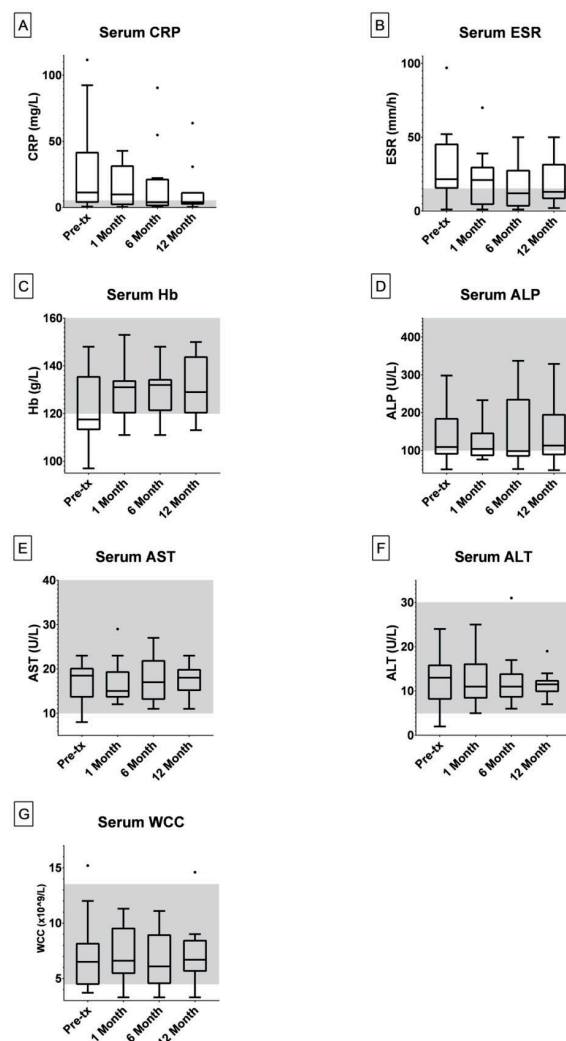 A
Serum CRP
CRP (mg/L)
100
50
0
Pre-tx
1 Month
6 Month
12 Month
B
Serum ESR
ESR (mm/h)
100
50
0
Pre-tx
1 Month
6 Month
12 Month
C
Serum Hb
Hb (g/L)
160
140
120
100
Pre-tx
1 Month
6 Month
12 Month
D
Serum ALP
ALP (U/L)
400
300
200
100
Pre-tx
1 Month
6 Month
12 Month
E
Serum AST
AST (U/L)
40
30
20
10
Pre-tx
1 Month
6 Month
12 Month
F
Serum ALT
ALT (U/L)
30
20
10
0
Pre-tx
1 Month
6 Month
12 Month
G
Serum WCC
WCC (x10^9/L)
15
10
5
Pre-tx
1 Month
6 Month
12 Month